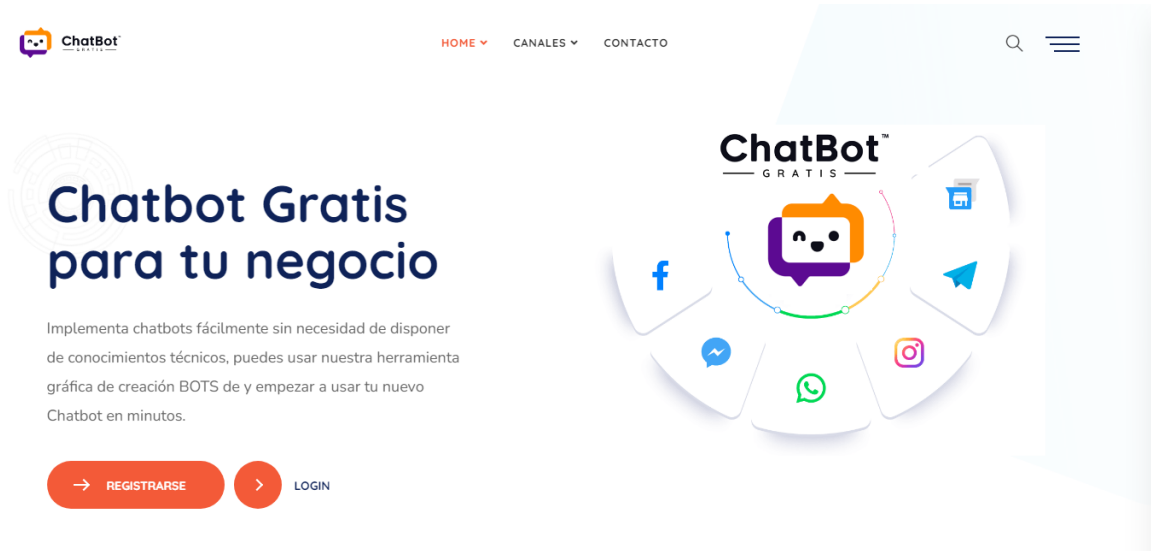 ChatBot™
GRATIS
HOME
CANALES
CONTACTO
ChatBot™
GRATIS
Chatbot Gratis
para tu negocio
Implementa chatbots fácilmente sin necesidad de disponer
de conocimientos técnicos, puedes usar nuestra herramienta
gráfica de creación BOTS de y empezar a usar tu nuevo
Chatbot en minutos.
REGISTRARSE
LOGIN